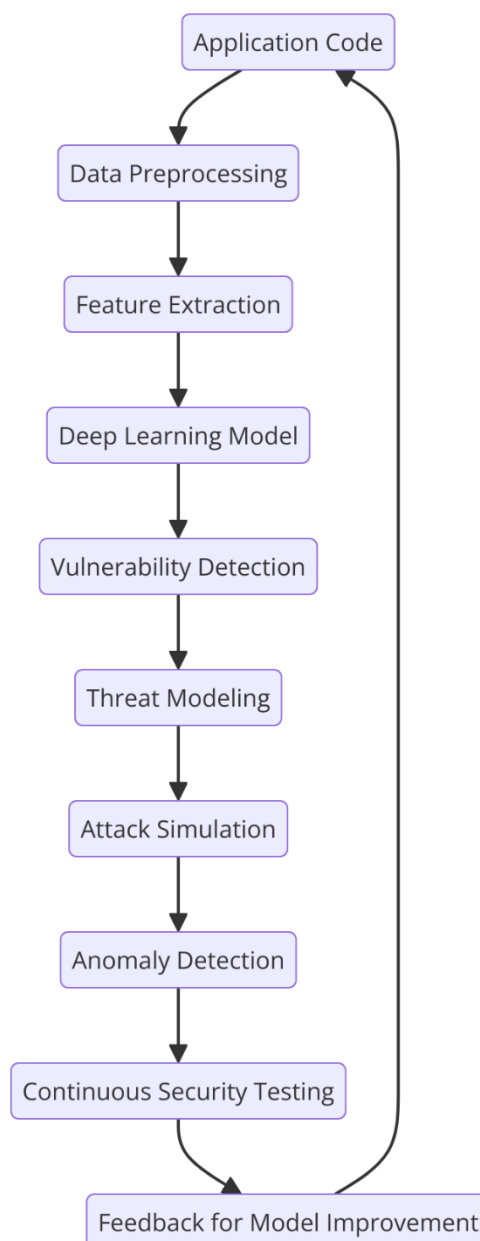 Application Code
Data Preprocessing
Feature Extraction
Deep Learning Model
Vulnerability Detection
Threat Modeling
Attack Simulation
Anomaly Detection
Continuous Security Testing
Feedback for Model Improvement